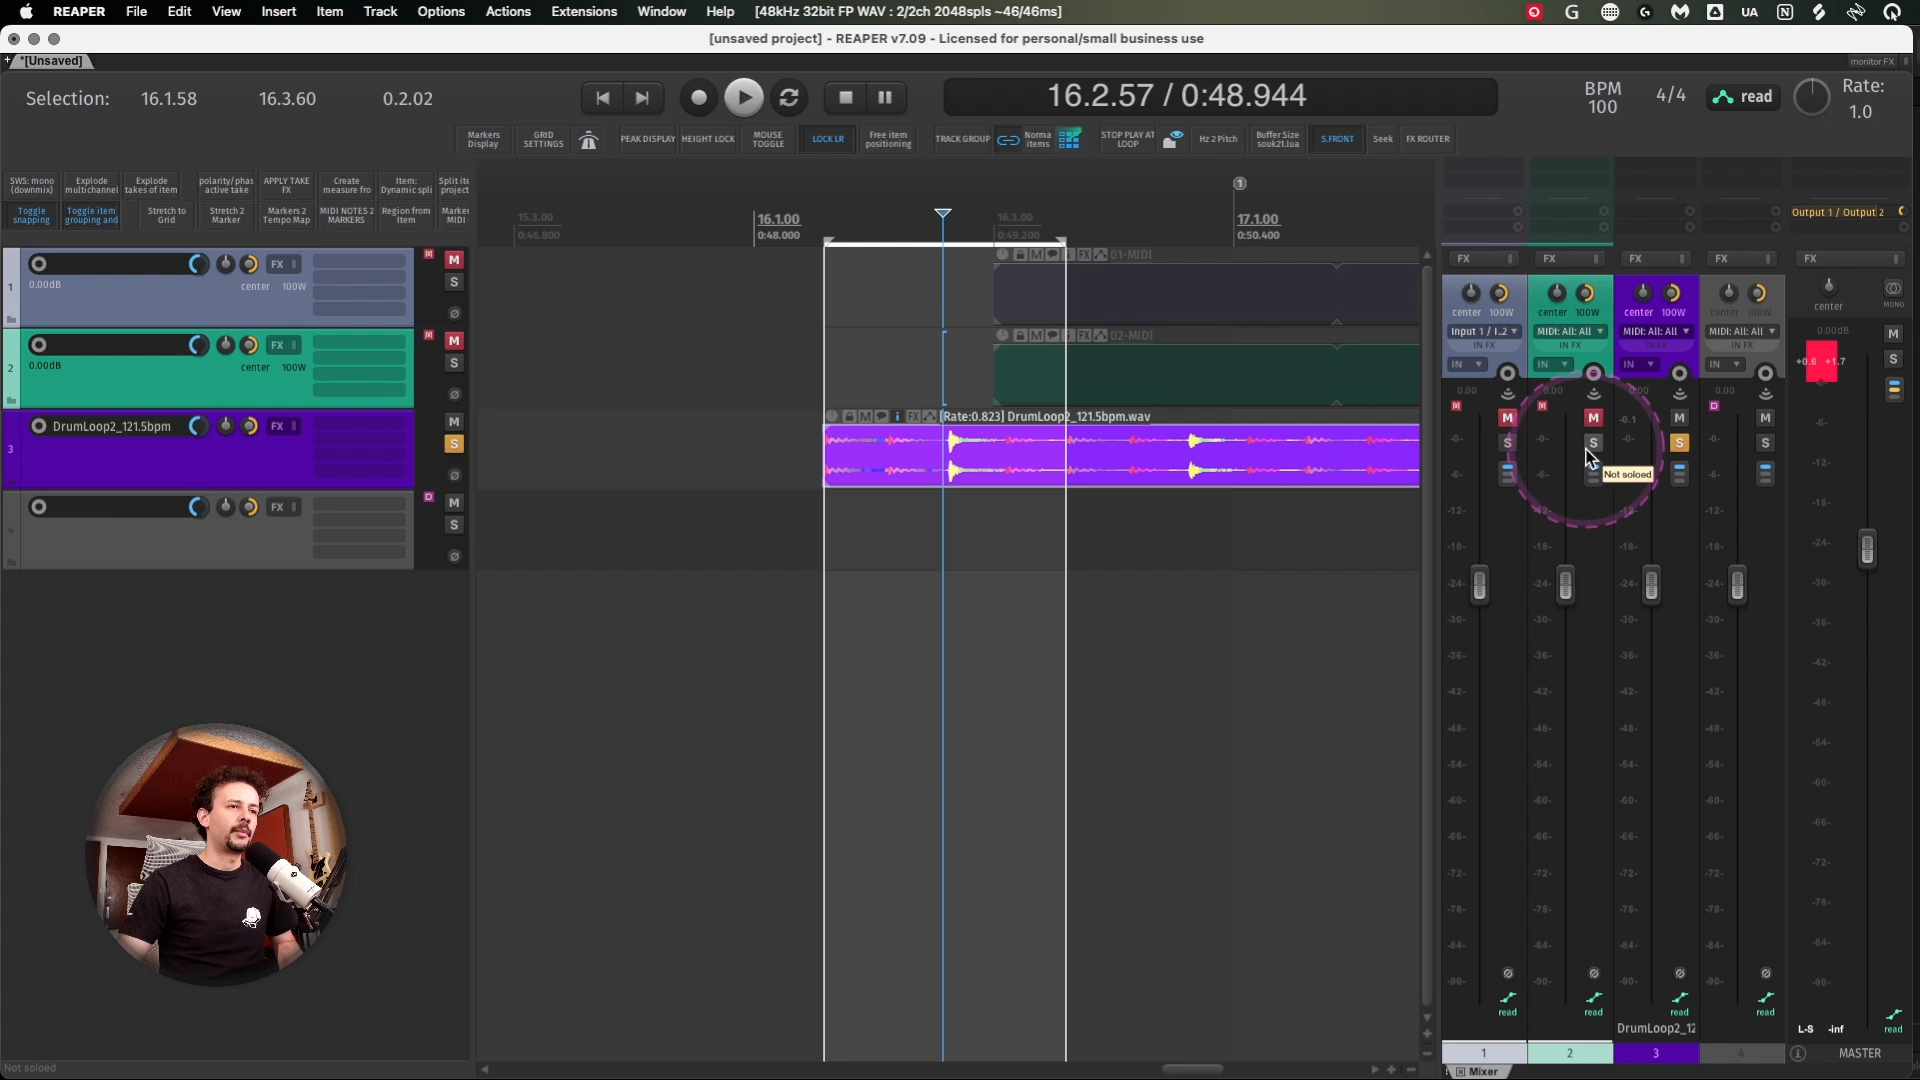 REAPER File Edit View Insert Item Track Options Actions Extensions Window Help [48kHz 32bit FP WAV : 2/2ch 2048spls ~46/46ms] UA
[unsaved project] - REAPER v7.09 - Licensed for personal/small business use
+ *[Unsaved] monitor FX
Selection: 16.1.58 16.3.60 0.2.02 16.2.57 / 0:48.944 BPM 100 4/4 read Rate: 1.0
Markers Display GRID SETTINGS PEAK DISPLAY HEIGHT LOCK MOUSE TOGGLE LOCK LR Free item positioning TRACK GROUP Norma items STOP PLAY AT LOOP Hz 2 Pitch Buffer Size souk21.lua S.FRONT Seek FX ROUTER
SWS: mono (downmix) Explode multichannel Explode takes of item polarity/phas active take APPLY TAKE FX Create measure fro Item: Dynamic spli Split ite project
Toggle snapping Toggle item grouping and Stretch to Grid Stretch 2 Marker Markers 2 Tempo Map MIDI NOTES 2 MARKERS Region from Item Marke MIDI
1
15.3.00 16.1.00 16.3.00 17.1.00
0:46.800 0:48.000 0:49.200 0:50.400
Output 1 / Output 2
1 FX M S
0.00dB center 100W
01-MIDI
2 FX M S
0.00dB center 100W
02-MIDI
3 DrumLoop2_121.5bpm FX M S
[Rate:0.823] DrumLoop2_121.5bpm.wav
4 FX D M S
FX FX FX FX FX
center 100W center 100W center 100W center 100W center MONO
Input 1 / I..2 MIDI: All: All MIDI: All: All MIDI: All: All 0.00dB M
IN FX IN FX IN FX
IN IN IN IN +0.6 +1.7 S
0.00 0.00 0.00 0.00
M M M M -0.1 M D M
S S S S
Not soloed
-0- -0- -0- -0- -6-
-6- -6- -6- -6- -12-
-12- -12- -12- -12- -18-
-18- -18- -18- -18- -24-
-24- -24- -24- -24- -30-
-30- -30- -30- -30- -36-
-36- -36- -36- -36- -42-
-42- -42- -42- -42- -48-
-48- -48- -48- -48- -54-
-54- -54- -54- -54- -60-
-60- -60- -60- -60- -66-
-66- -66- -66- -66- -72-
-72- -72- -72- -72- -78-
-78- -78- -78- -78- -84-
-84- -84- -84- -84- -90-
-90- -90- -90- -90-
read read read read L-S -inf read
DrumLoop2_12
1 2 3 4 MASTER
Not soloed Mixer